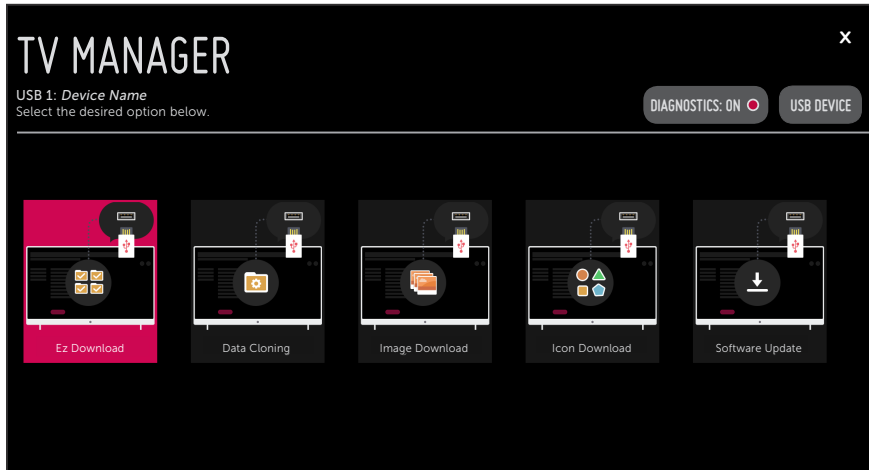 TV MANAGER
X
USB 1: Device Name
Select the desired option below.
DIAGNOSTICS: ON
USB DEVICE
Ez Download
Data Cloning
Image Download
Icon Download
Software Update